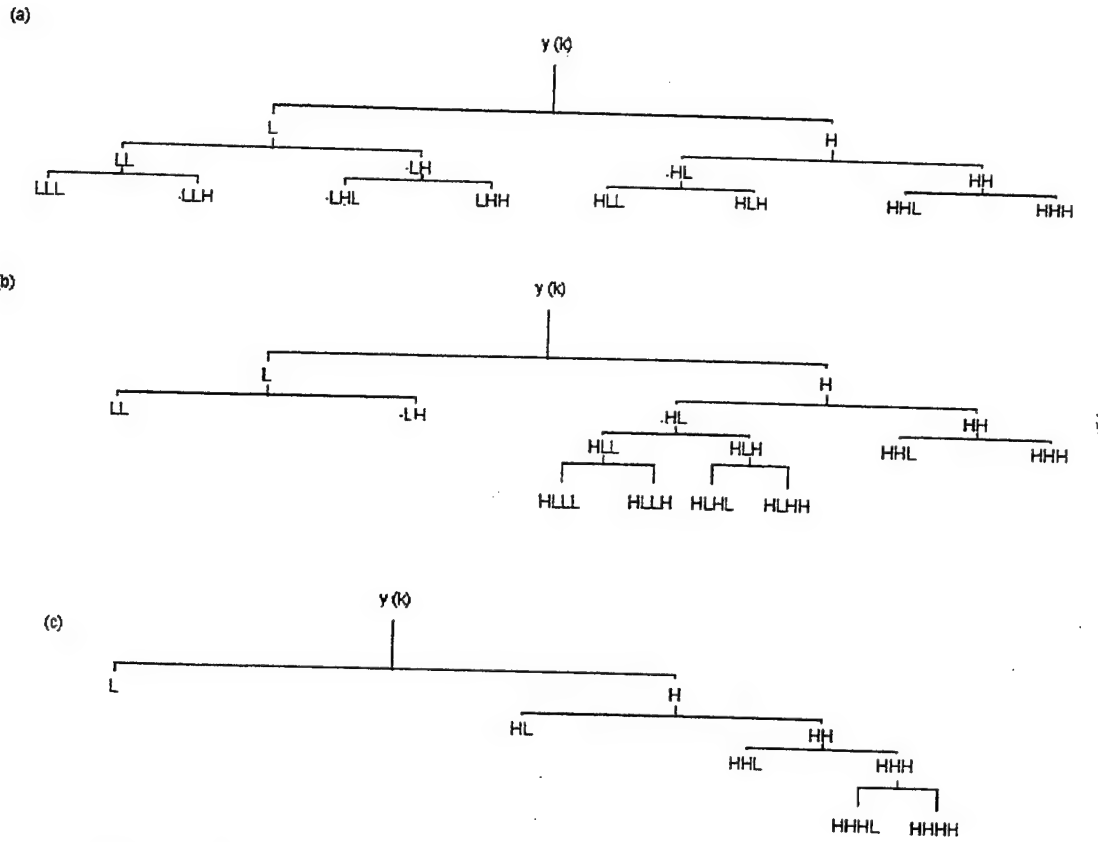 (a)
y (k)
L H
LL LH HL HH
LLL LLH LHL LHH HLL HLH HHL HHH
(b)
y (k)
L H
LL LH HL HH
HLL HLH HHL HHH
HLLL HLLH HLHL HLHH
(c)
y (k)
L H
HL HH
HHL HHH
HHHL HHHH